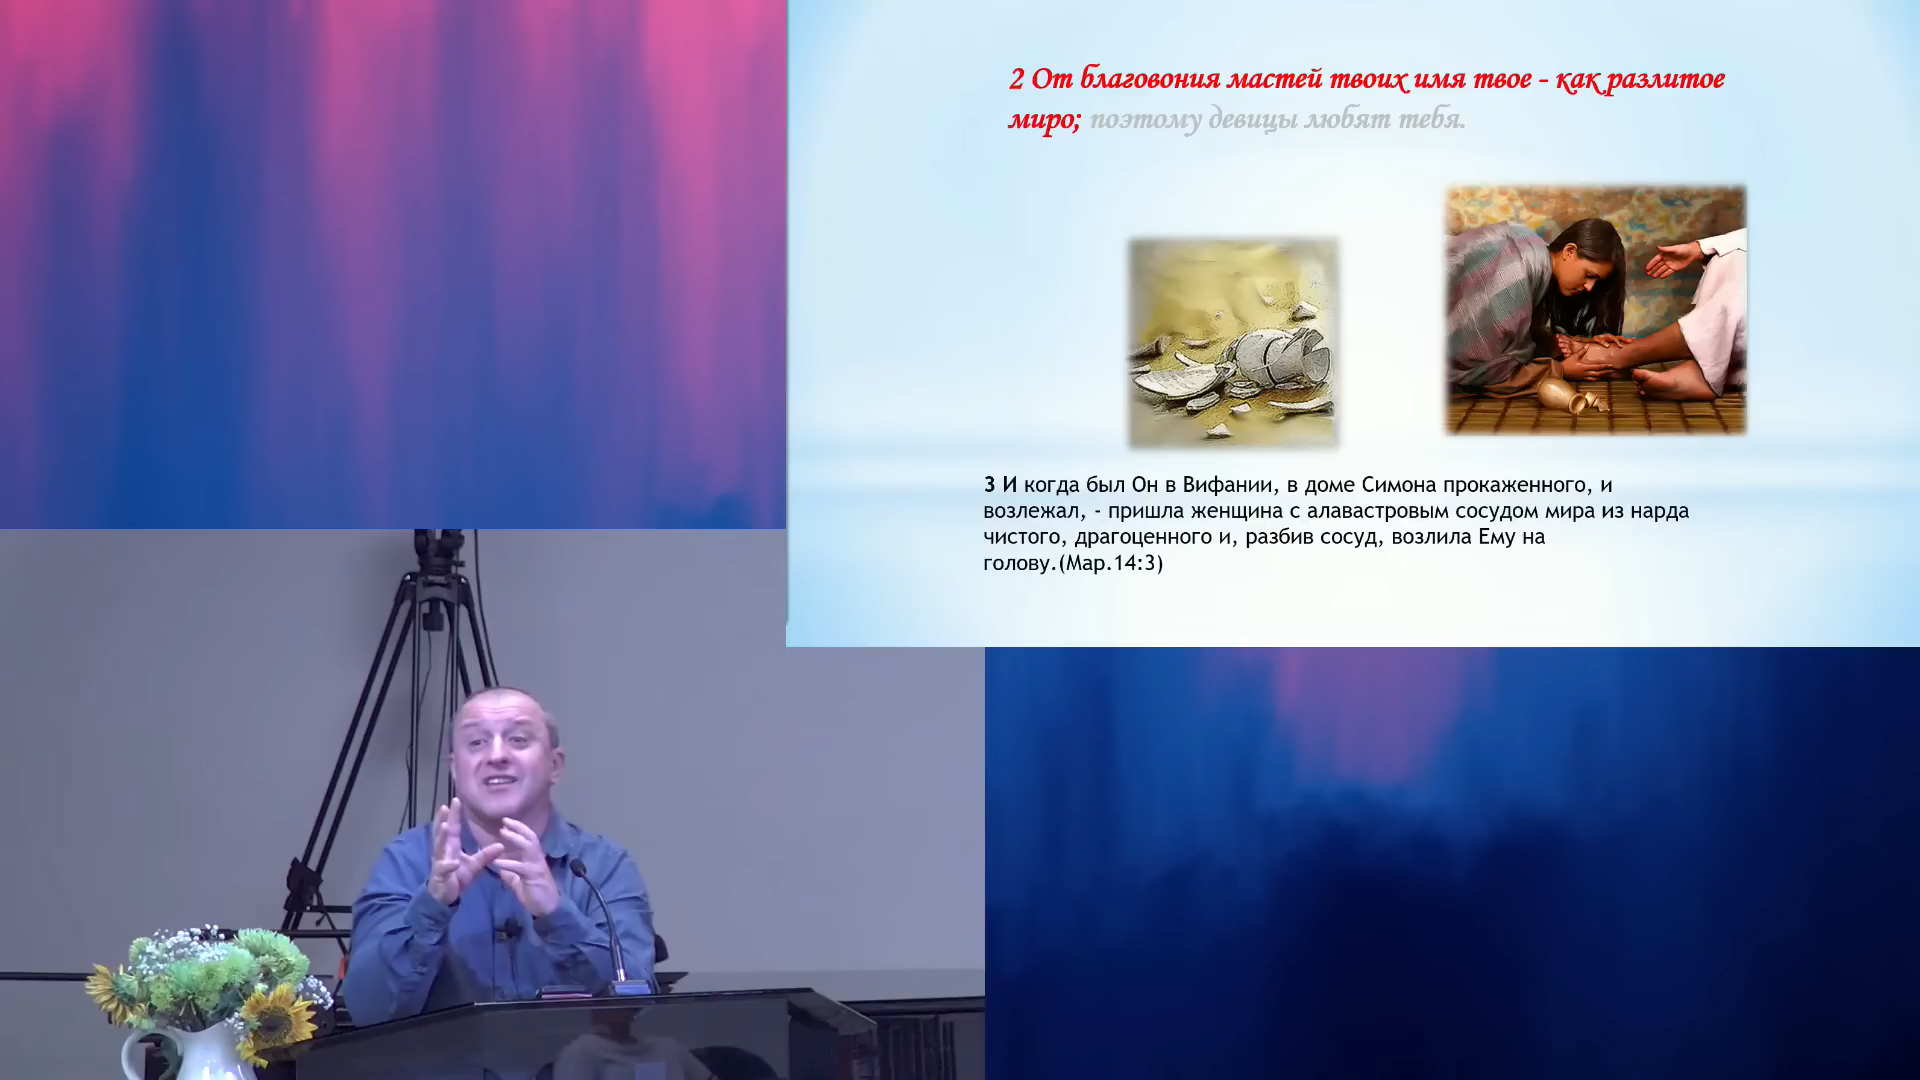 2 От благовония мастей твоих имя твое - как разлитое
миро; поэтому девицы любят тебя.
3 И когда был Он в Вифании, в доме Симона прокаженного, и
возлежал, - пришла женщина с алавастровым сосудом мира из нарда
чистого, драгоценного и, разбив сосуд, возлила Ему на
голову.(Мар.14:3)